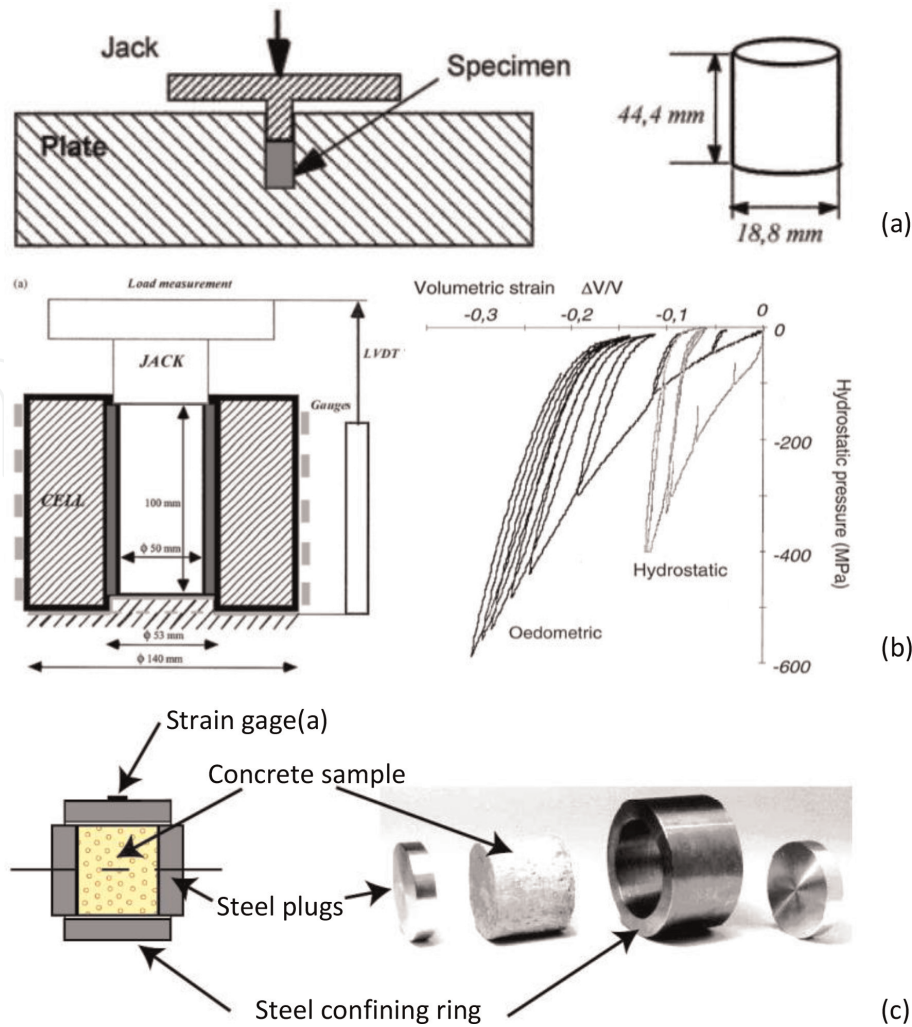 Jack
Specimen
Plate
44,4 mm
18,8 mm
(a)
(a)
Load measurement
JACK
LVDT
Gauges
CELL
100 mm
ϕ 50 mm
ϕ 53 mm
ϕ 140 mm
Volumetric strain ΔV/V
-0,3 -0,2 -0,1 0
0
-200
-400
-600
Hydrostatic pressure (MPa)
Hydrostatic
Oedometric
(b)
Strain gage(a)
Concrete sample
Steel plugs
Steel confining ring
(c)